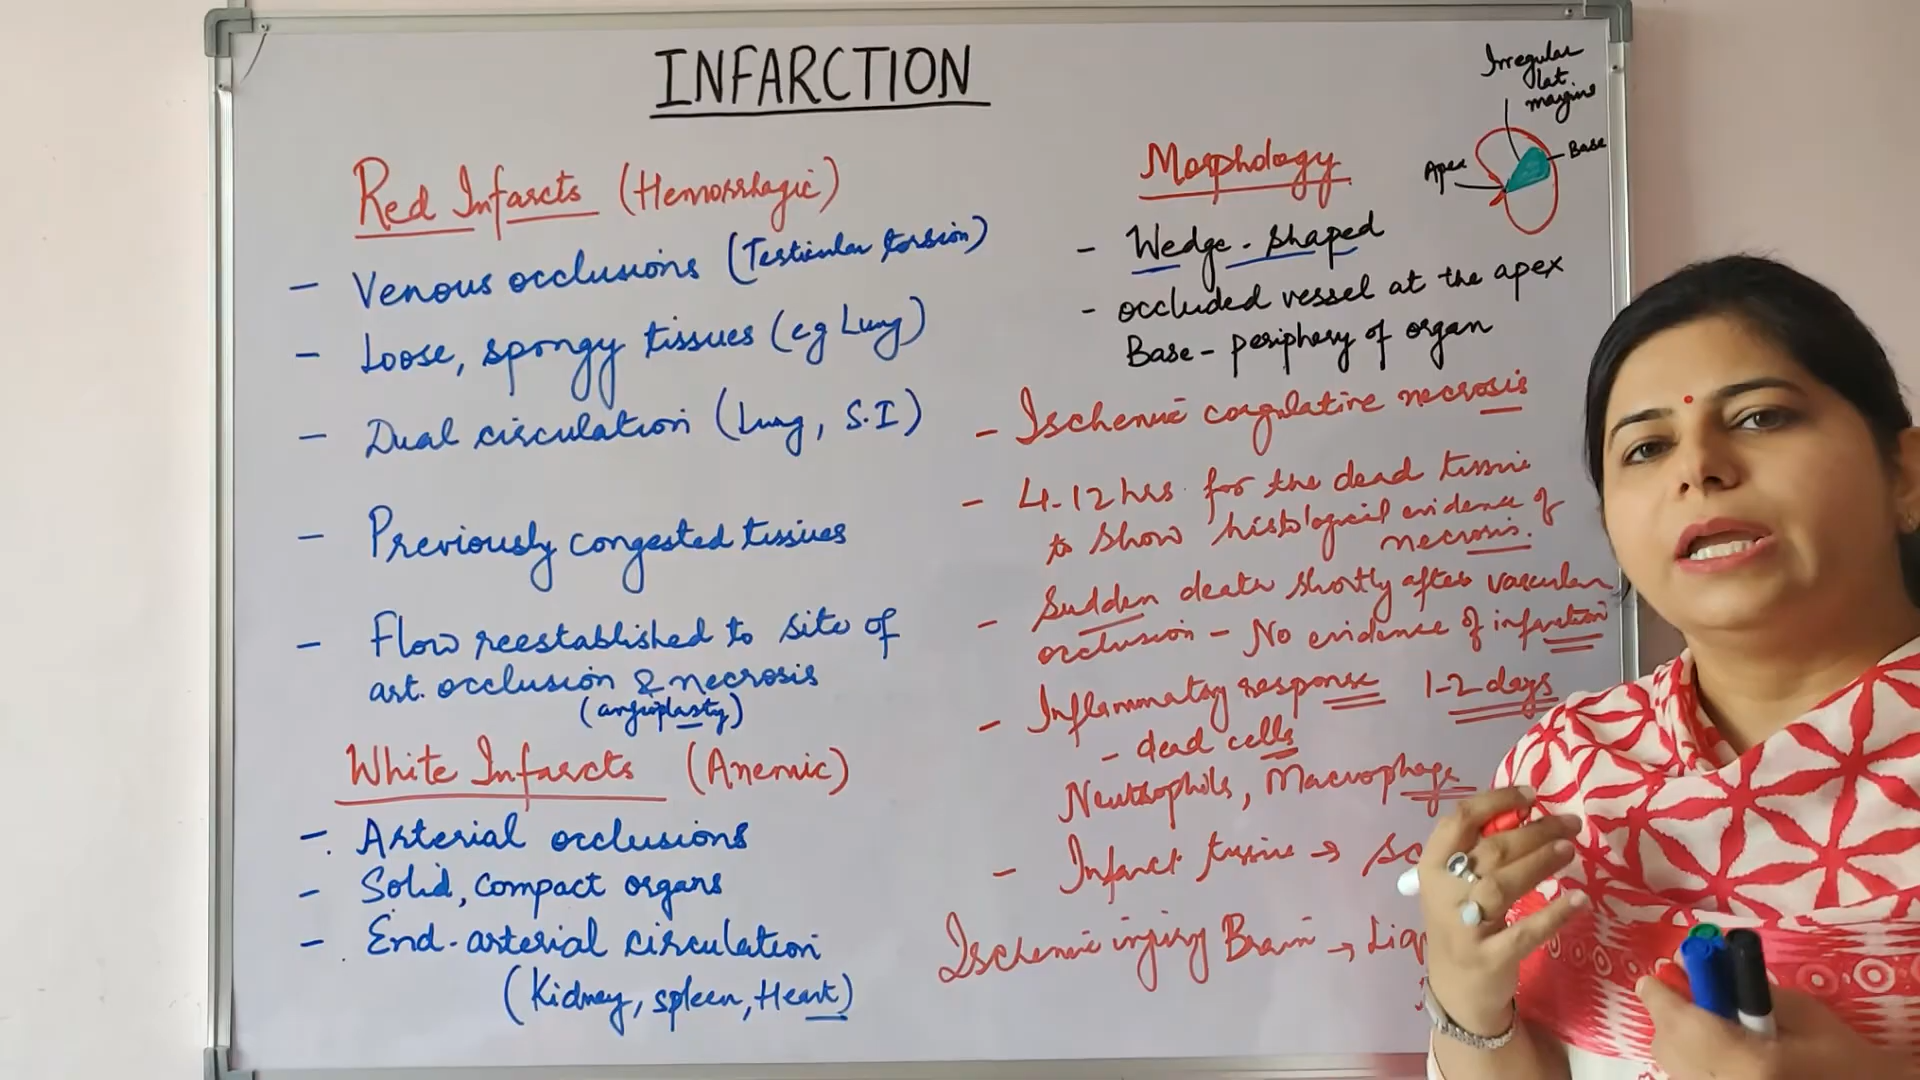 INFARCTION
Red Infarcts (Hemorrhagic)
- Venous occlusions (Testicular torsion)
- Loose, spongy tissues (eg Lung)
- Dual circulation (Lung, S.I)
- Previously congested tissues
- Flow reestablished to site of
art. occlusion & necrosis
(angioplasty)
White Infarcts (Anemic)
- Arterial occlusions
- Solid, compact organs
- End-arterial circulation
(Kidney, spleen, Heart)
Irregular
lat.
margins
Apex
Base
Morphology
- Wedge-shaped
- occluded vessel at the apex
Base - periphery of organ
- Ischemic coagulative necrosis
- 4-12 hrs for the dead tissue
to show histological evidence of
necrosis.
- Sudden death shortly after vascular
occlusion - No evidence of infarction
- Inflammatory response 1-2 days
- dead cells
Neutrophils, Macrophage
- Infarct tissue →
Ischemic injury Brain →